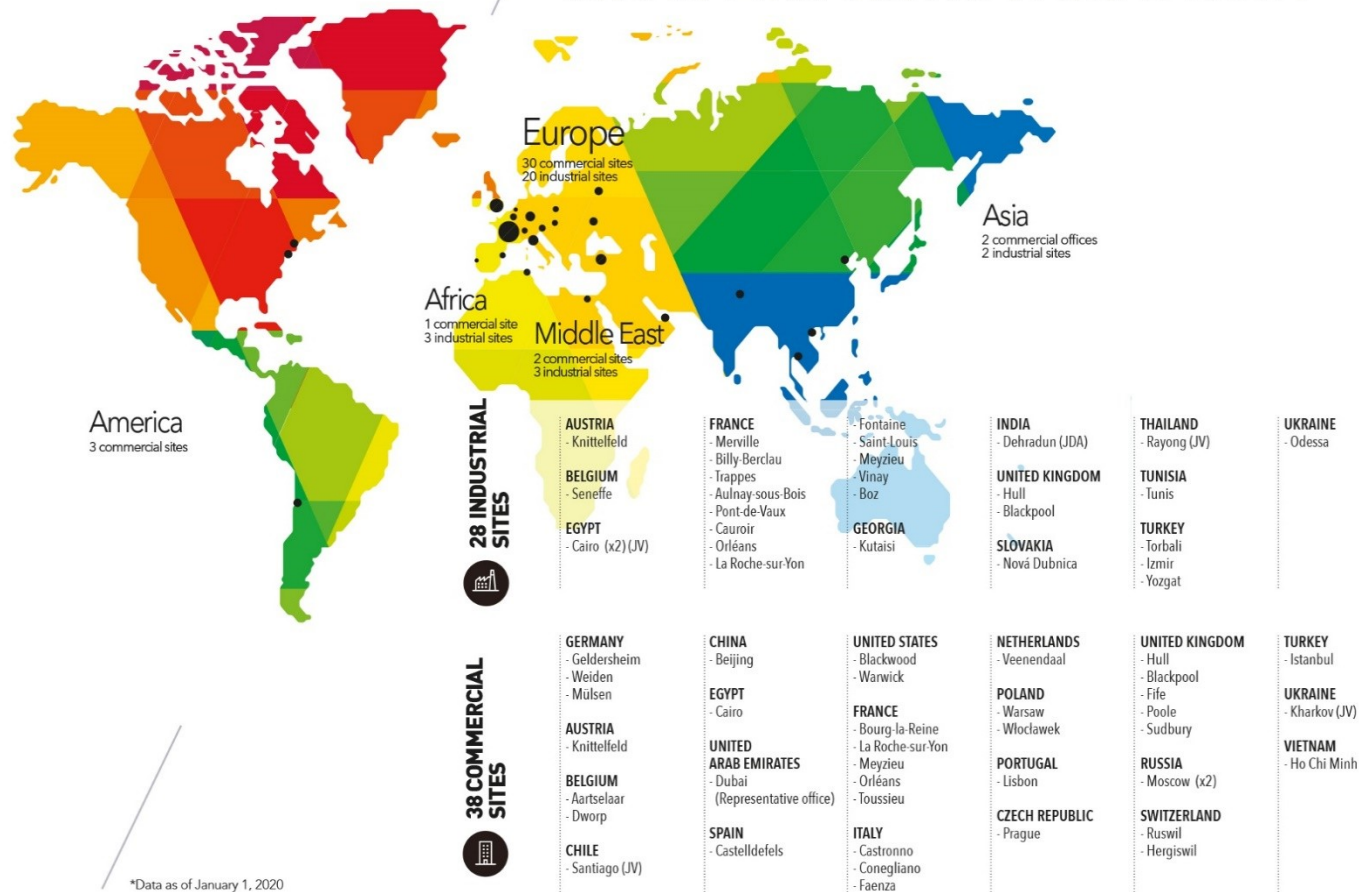 Europe
30 commercial sites
20 industrial sites
Asia
2 commercial offices
2 industrial sites
Africa
1 commercial site
3 industrial sites
Middle East
2 commercial sites
3 industrial sites
America
3 commercial sites
28 INDUSTRIAL
SITES
AUSTRIA
- Knittelfeld
BELGIUM
- Seneffe
EGYPT
- Cairo (x2) (JV)
FRANCE
- Merville
- Billy-Berclau
- Trappes
- Aulnay-sous-Bois
- Pont-de-Vaux
- Cauroir
- Orléans
- La Roche-sur-Yon
- Fontaine
- Saint-Louis
- Meyzieu
- Vinay
- Boz
GEORGIA
- Kutaisi
INDIA
- Dehradun (JDA)
UNITED KINGDOM
- Hull
- Blackpool
SLOVAKIA
- Nová Dubnica
THAILAND
- Rayong (JV)
TUNISIA
- Tunis
TURKEY
- Torbali
- Izmir
- Yozgat
UKRAINE
- Odessa
38 COMMERCIAL
SITES
GERMANY
- Geldersheim
- Weiden
- Mülsen
AUSTRIA
- Knittelfeld
BELGIUM
- Aartselaar
- Dworp
CHILE
- Santiago (JV)
CHINA
- Beijing
EGYPT
- Cairo
UNITED
ARAB EMIRATES
- Dubai
(Representative office)
SPAIN
- Castelldefels
UNITED STATES
- Blackwood
- Warwick
FRANCE
- Bourg-la-Reine
- La Roche-sur-Yon
- Meyzieu
- Orléans
- Toussieu
ITALY
- Castronno
- Conegliano
- Faenza
NETHERLANDS
- Veenendaal
POLAND
- Warsaw
- Włocławek
PORTUGAL
- Lisbon
CZECH REPUBLIC
- Prague
UNITED KINGDOM
- Hull
- Blackpool
- Fife
- Poole
- Sudbury
RUSSIA
- Moscow (x2)
SWITZERLAND
- Ruswil
- Hergiswil
TURKEY
- Istanbul
UKRAINE
- Kharkov (JV)
VIETNAM
- Ho Chi Minh
*Data as of January 1, 2020